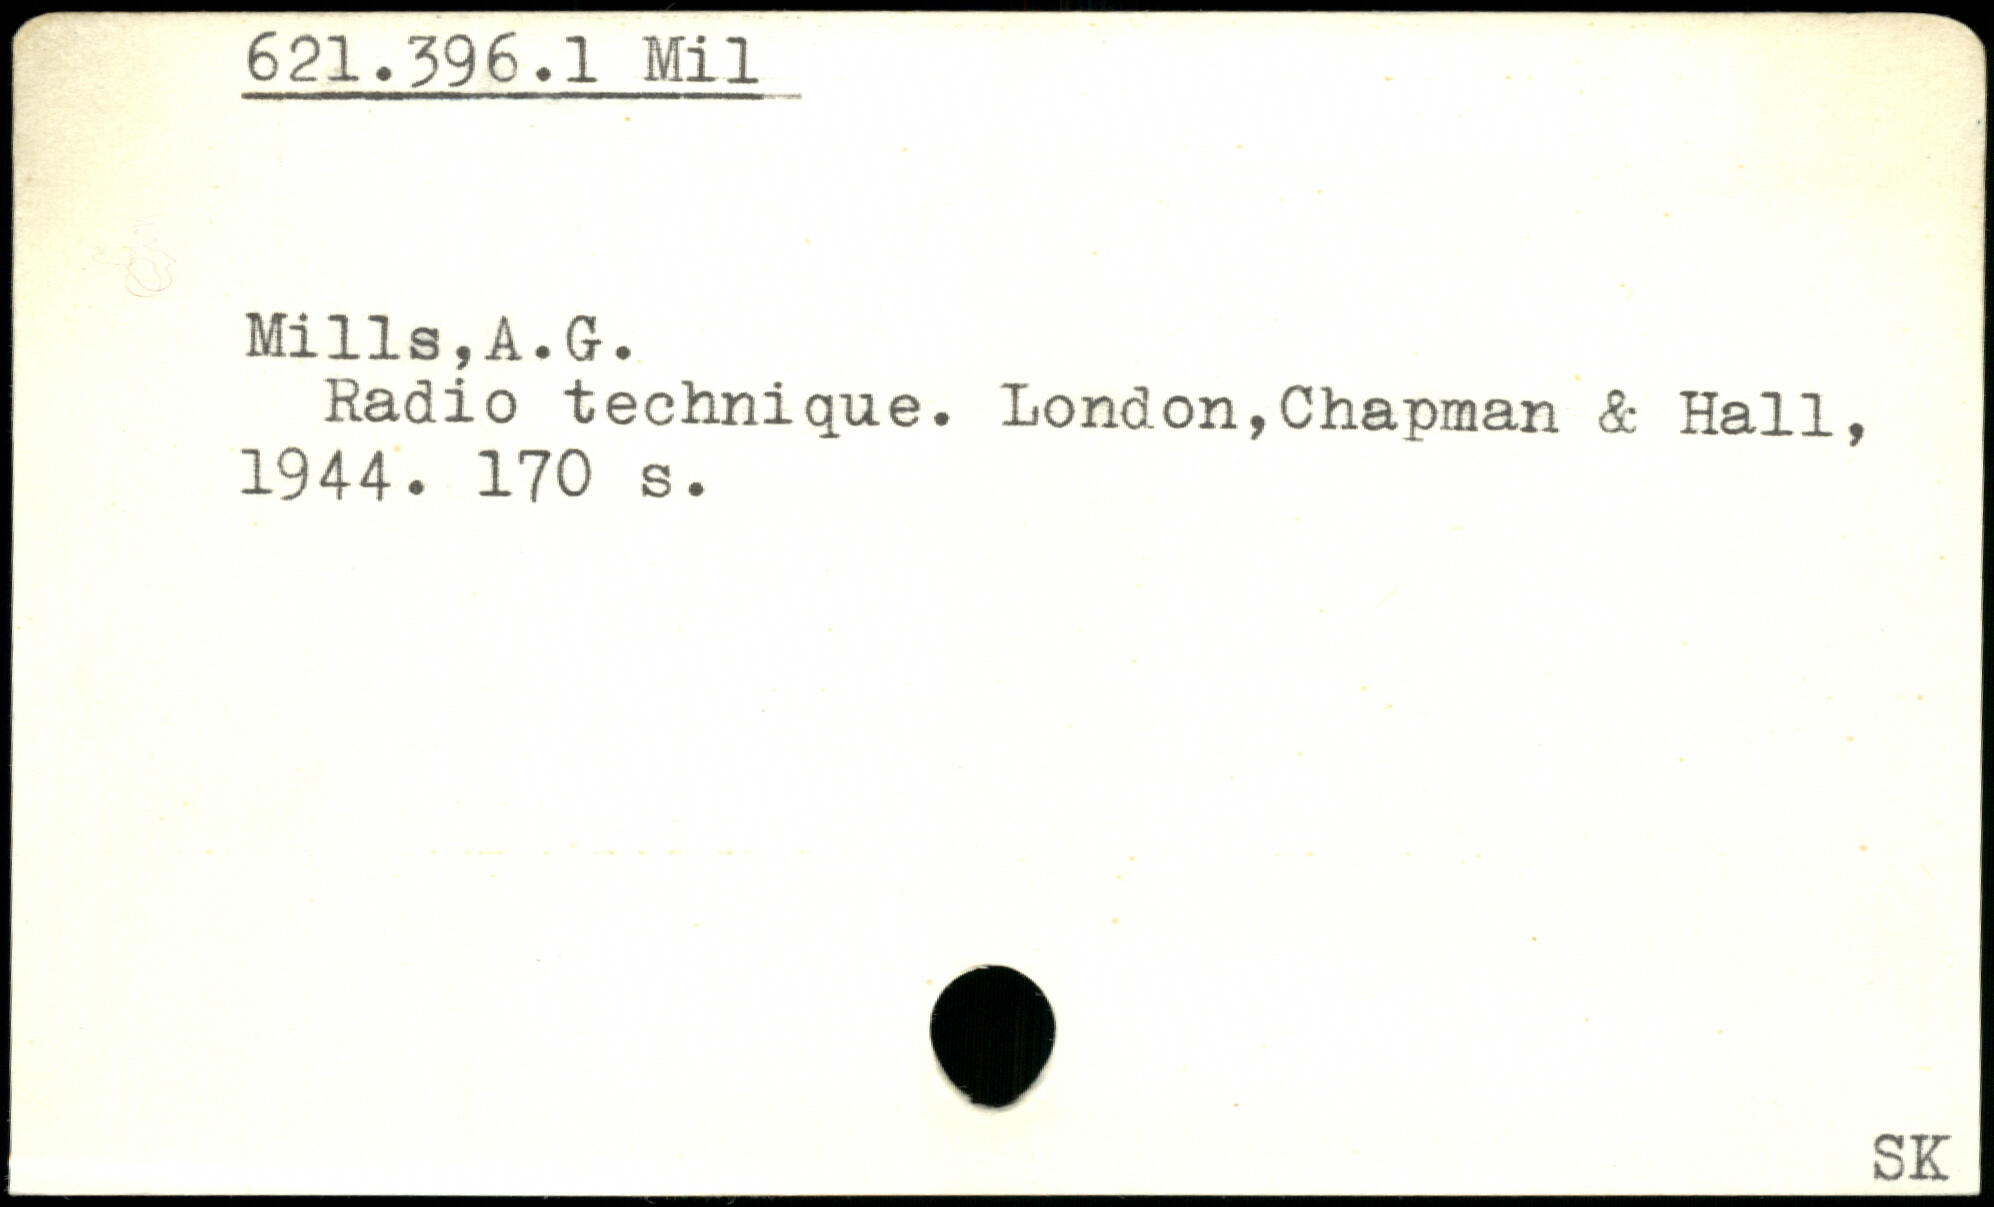 621.396.1 Mil
Mills,A.G.
Radio technique. London,Chapman & Hall,
1944. 170 s.
SK